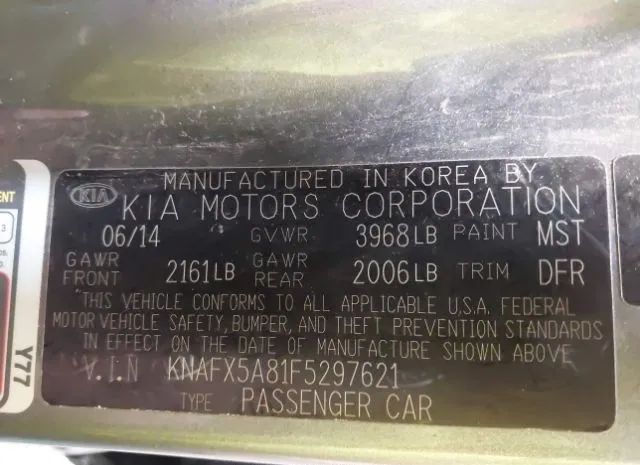 MANUFACTURED IN KOREA BY
KIA KIA MOTORS CORPORATION
06/14 GVWR 3968LB PAINT MST
GAWR FRONT 2161LB GAWR REAR 2006LB TRIM DFR
"THIS VEHICLE CONFORMS TO ALL APPLICABLE U.S.A. FEDERAL
MOTOR VEHICLE SAFETY, BUMPER, AND THEFT PREVENTION STANDARDS
IN EFFECT ON THE DATE OF MANUFACTURE SHOWN ABOVE
V.I.N KNAFX5A81F5297621
TYPE PASSENGER CAR
ENT
3
Y77